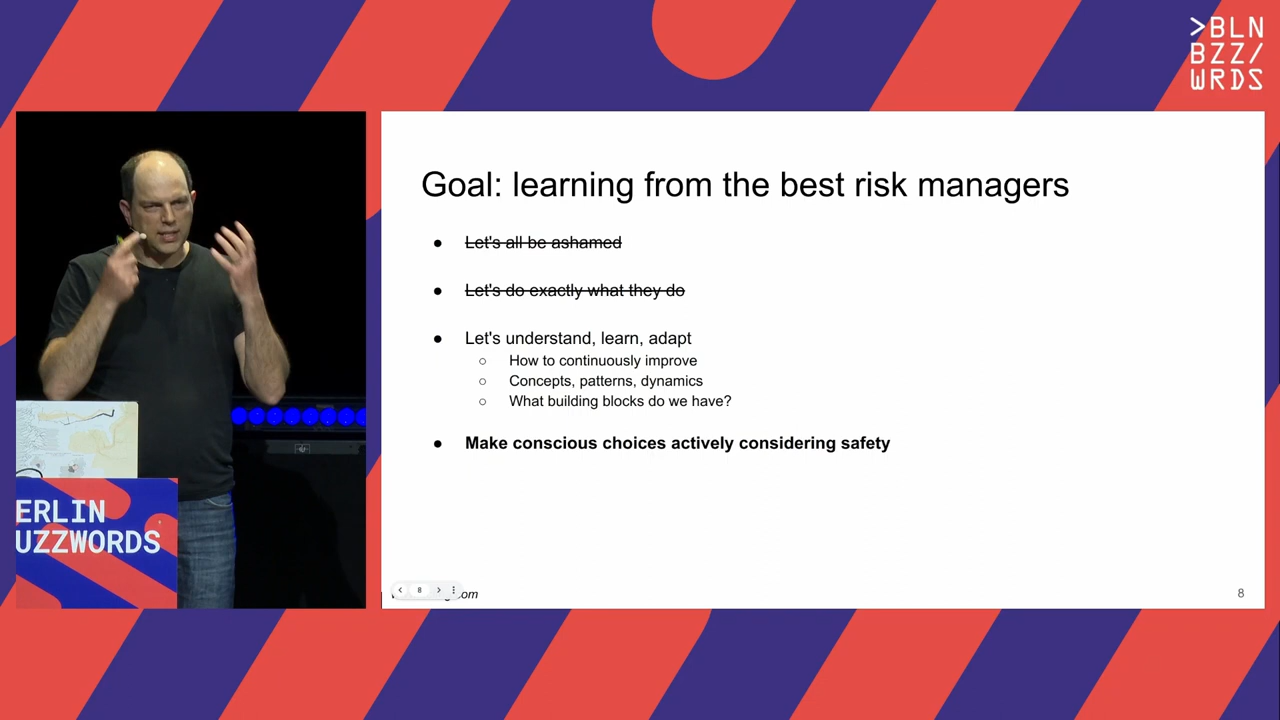 >BLN
BZZ/
WRDS
Goal: learning from the best risk managers
Let's all be ashamed
Let's do exactly what they do
Let's understand, learn, adapt
How to continuously improve
Concepts, patterns, dynamics
What building blocks do we have?
Make conscious choices actively considering safety
ERLIN
UZZWORDS
8
om
8